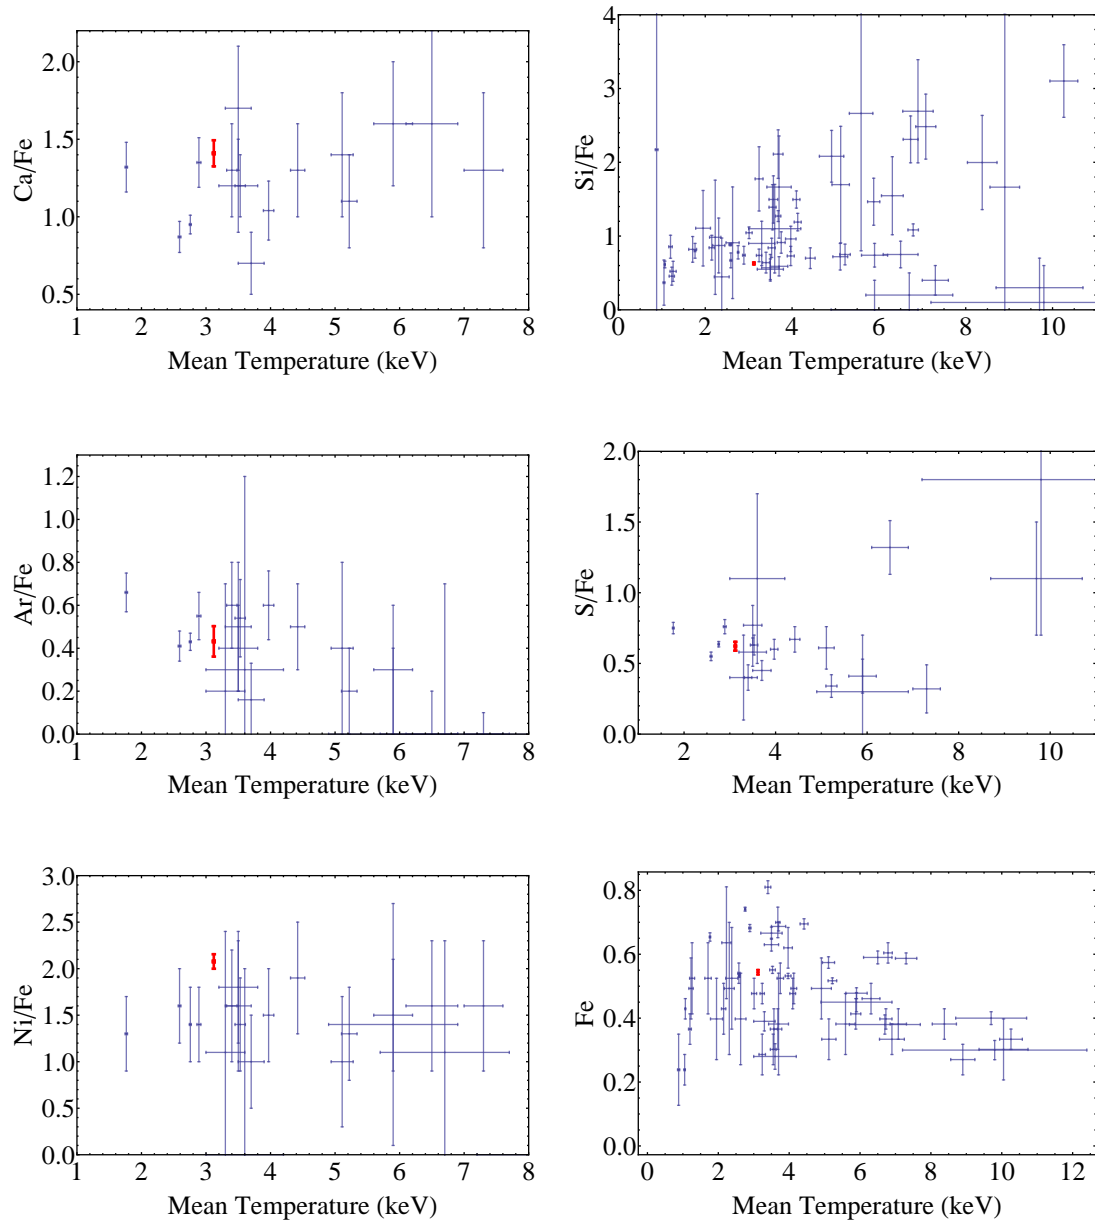 Ca/Fe
2.0
1.5
1.0
0.5
1 2 3 4 5 6 7 8
Mean Temperature (keV)
Si/Fe
4
3
2
1
0
0 2 4 6 8 10
Mean Temperature (keV)
Ar/Fe
1.2
1.0
0.8
0.6
0.4
0.2
0.0
1 2 3 4 5 6 7 8
Mean Temperature (keV)
S/Fe
2.0
1.5
1.0
0.5
0.0
2 4 6 8 10
Mean Temperature (keV)
Ni/Fe
3.0
2.5
2.0
1.5
1.0
0.5
0.0
1 2 3 4 5 6 7 8
Mean Temperature (keV)
Fe
0.8
0.6
0.4
0.2
0.0
0 2 4 6 8 10 12
Mean Temperature (keV)